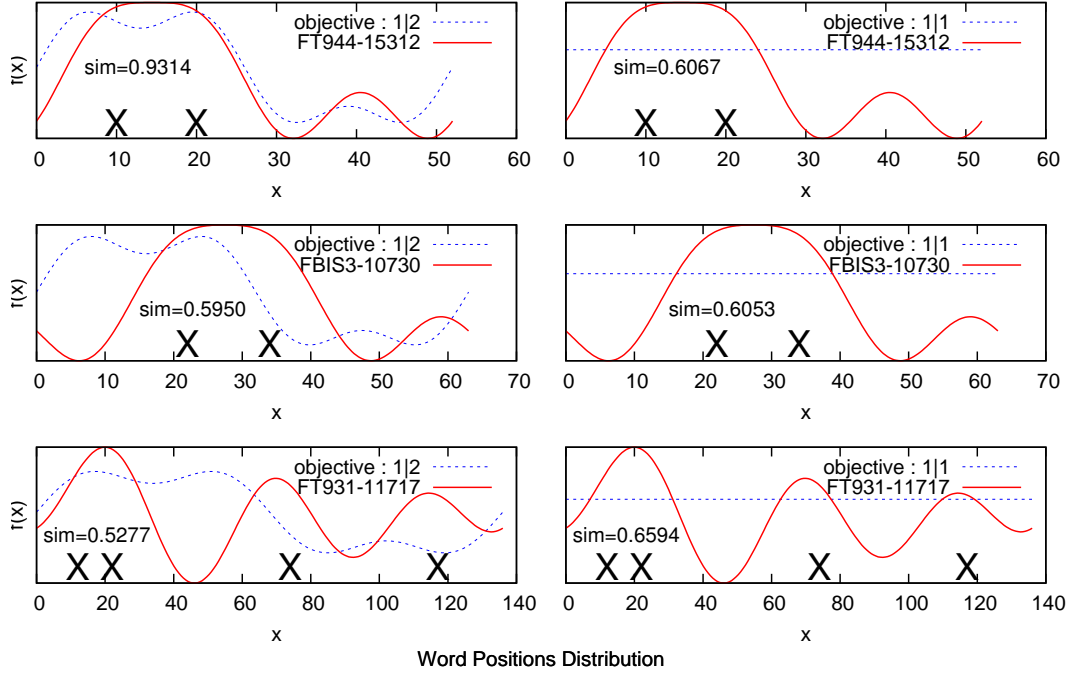 objective : 1|2
FT944-15312
f(x)
sim=0.9314
X X
0 10 20 30 40 50 60
x
objective : 1|1
FT944-15312
sim=0.6067
X X
0 10 20 30 40 50 60
x
objective : 1|2
FBIS3-10730
f(x)
sim=0.5950
X X
0 10 20 30 40 50 60 70
x
objective : 1|1
FBIS3-10730
sim=0.6053
X X
0 10 20 30 40 50 60 70
x
objective : 1|2
FT931-11717
f(x)
sim=0.5277
X X X X
0 20 40 60 80 100 120 140
x
objective : 1|1
FT931-11717
sim=0.6594
X X X X
0 20 40 60 80 100 120 140
x
Word Positions Distribution